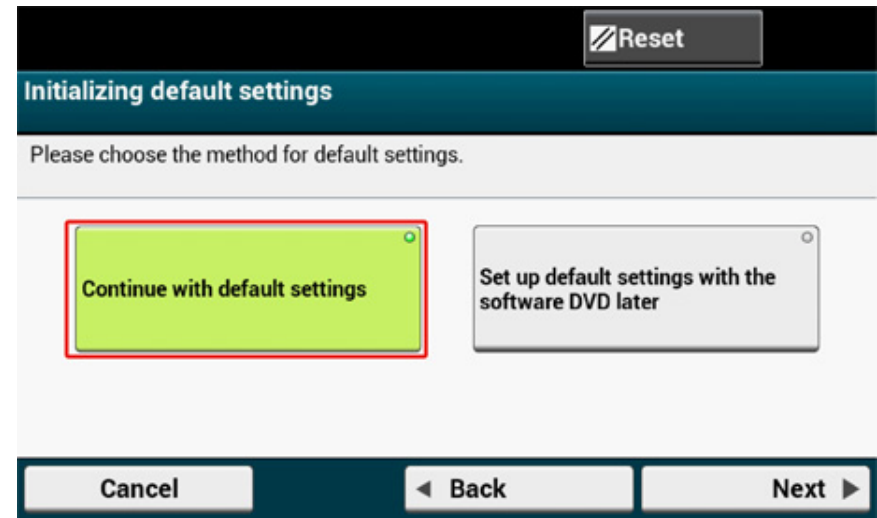 Reset
Initializing default settings
Please choose the method for default settings.
Continue with default settings
Set up default settings with the
software DVD later
Cancel
Back
Next